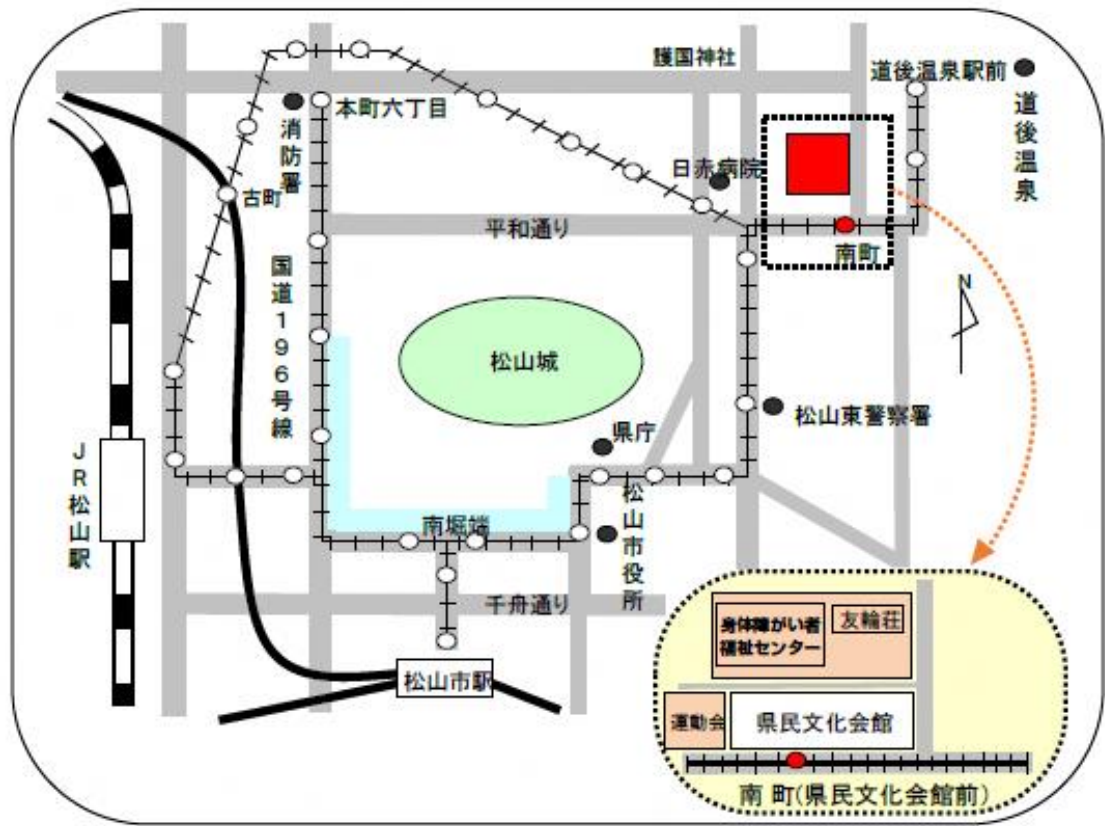 護国神社
道後温泉駅前
道後温泉
本町六丁目
消防署
日赤病院
古町
平和通り
南町
国道196号線
N
松山城
松山東警察署
県庁
JR松山駅
南堀端
松山市役所
千舟通り
松山市駅
身体障がい者
福祉センター
友輪荘
運動会
県民文化会館
南町(県民文化会館前)